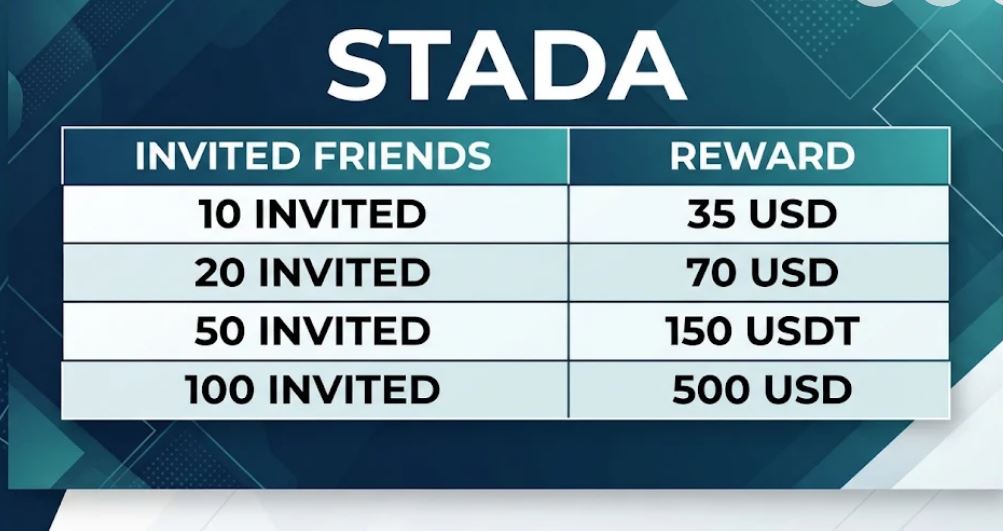 STADA
INVITED FRIENDS REWARD
10 INVITED 35 USD
20 INVITED 70 USD
50 INVITED 150 USDT
100 INVITED 500 USD